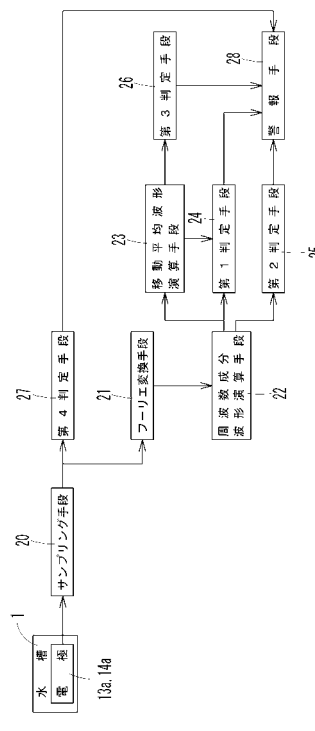 1
水槽
電極
13a, 14a
20
サンプリング手段
27
第4判定手段
21
フーリエ変換手段
22
周波数成分
波形演算手段
23
移動平均波形
演算手段
24
第1判定手段
25
第2判定手段
26
第3判定手段
28
警報手段